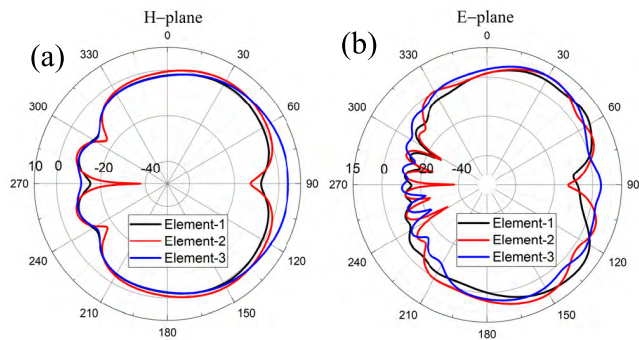 H−plane
E−plane
(a)
(b)
0
30
60
90
120
150
180
210
240
270
300
330
10 0 -20 -40
Element-1
Element-2
Element-3
0
30
60
90
120
150
180
210
240
270
300
330
15 0 -20 -40
Element-1
Element-2
Element-3